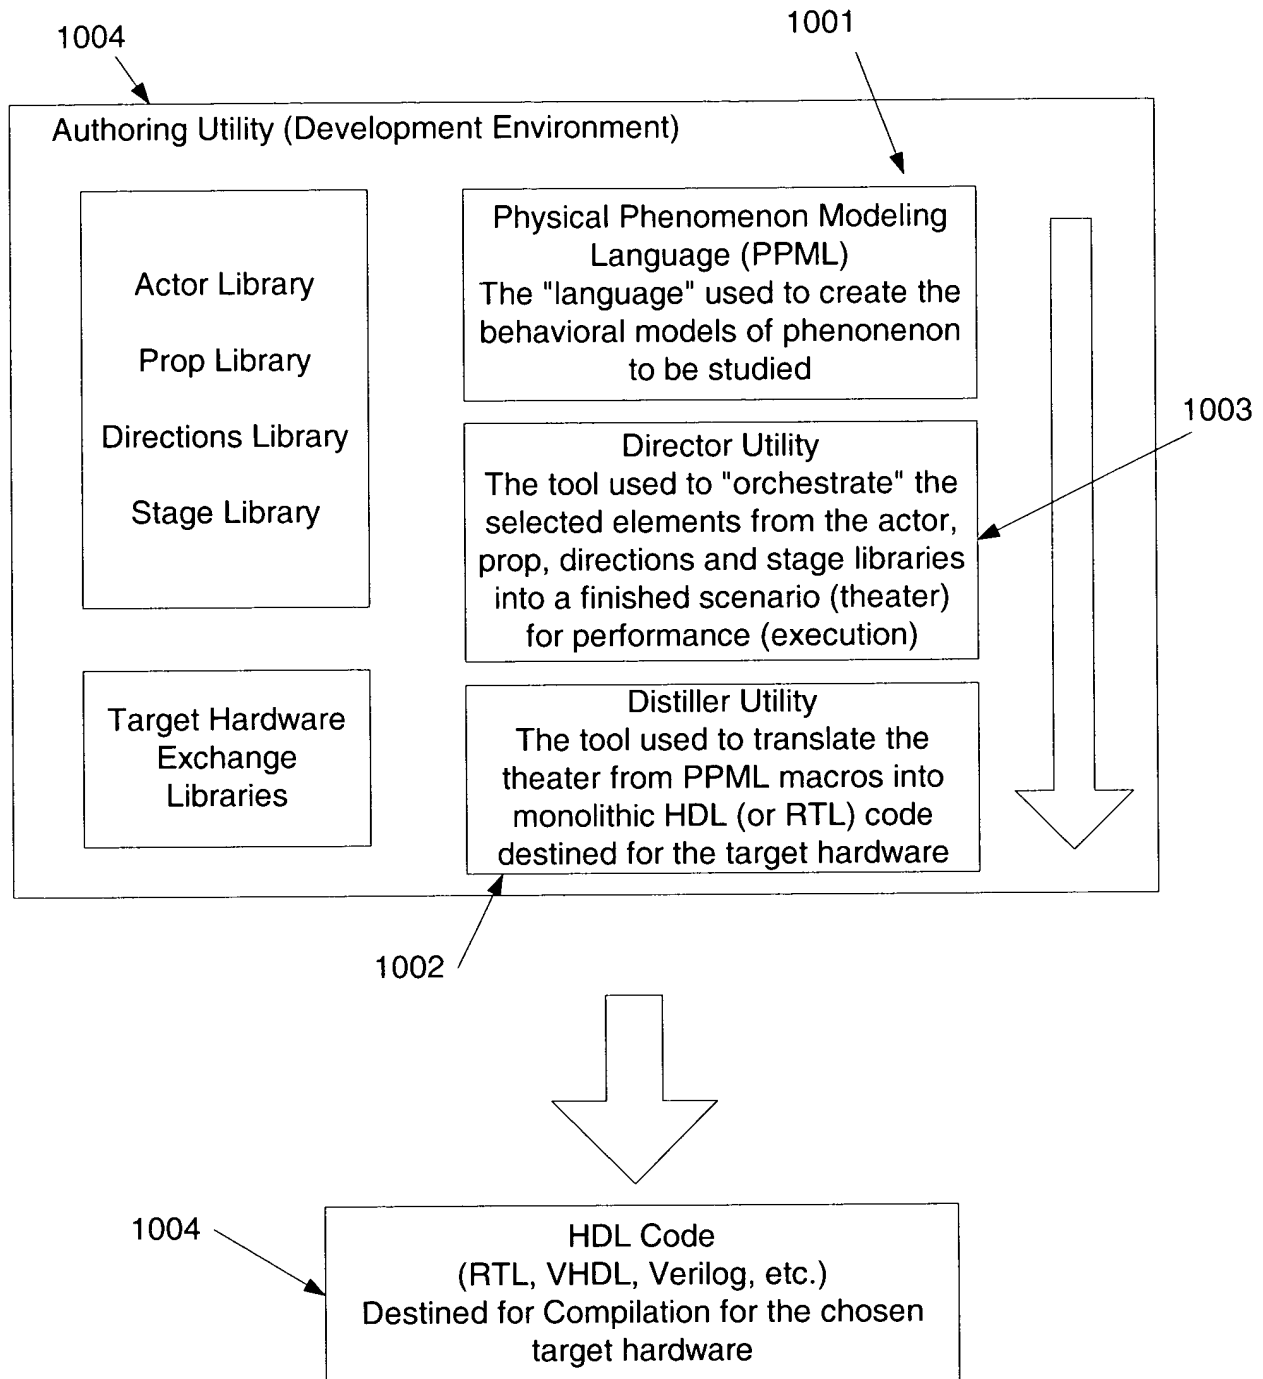 1004
1001
Authoring Utility (Development Environment)
Actor Library
Prop Library
Directions Library
Stage Library
Physical Phenomenon Modeling
Language (PPML)
The "language" used to create the
behavioral models of phenonenon
to be studied
1003
Director Utility
The tool used to "orchestrate" the
selected elements from the actor,
prop, directions and stage libraries
into a finished scenario (theater)
for performance (execution)
Target Hardware
Exchange
Libraries
Distiller Utility
The tool used to translate the
theater from PPML macros into
monolithic HDL (or RTL) code
destined for the target hardware
1002
1004
HDL Code
(RTL, VHDL, Verilog, etc.)
Destined for Compilation for the chosen
target hardware